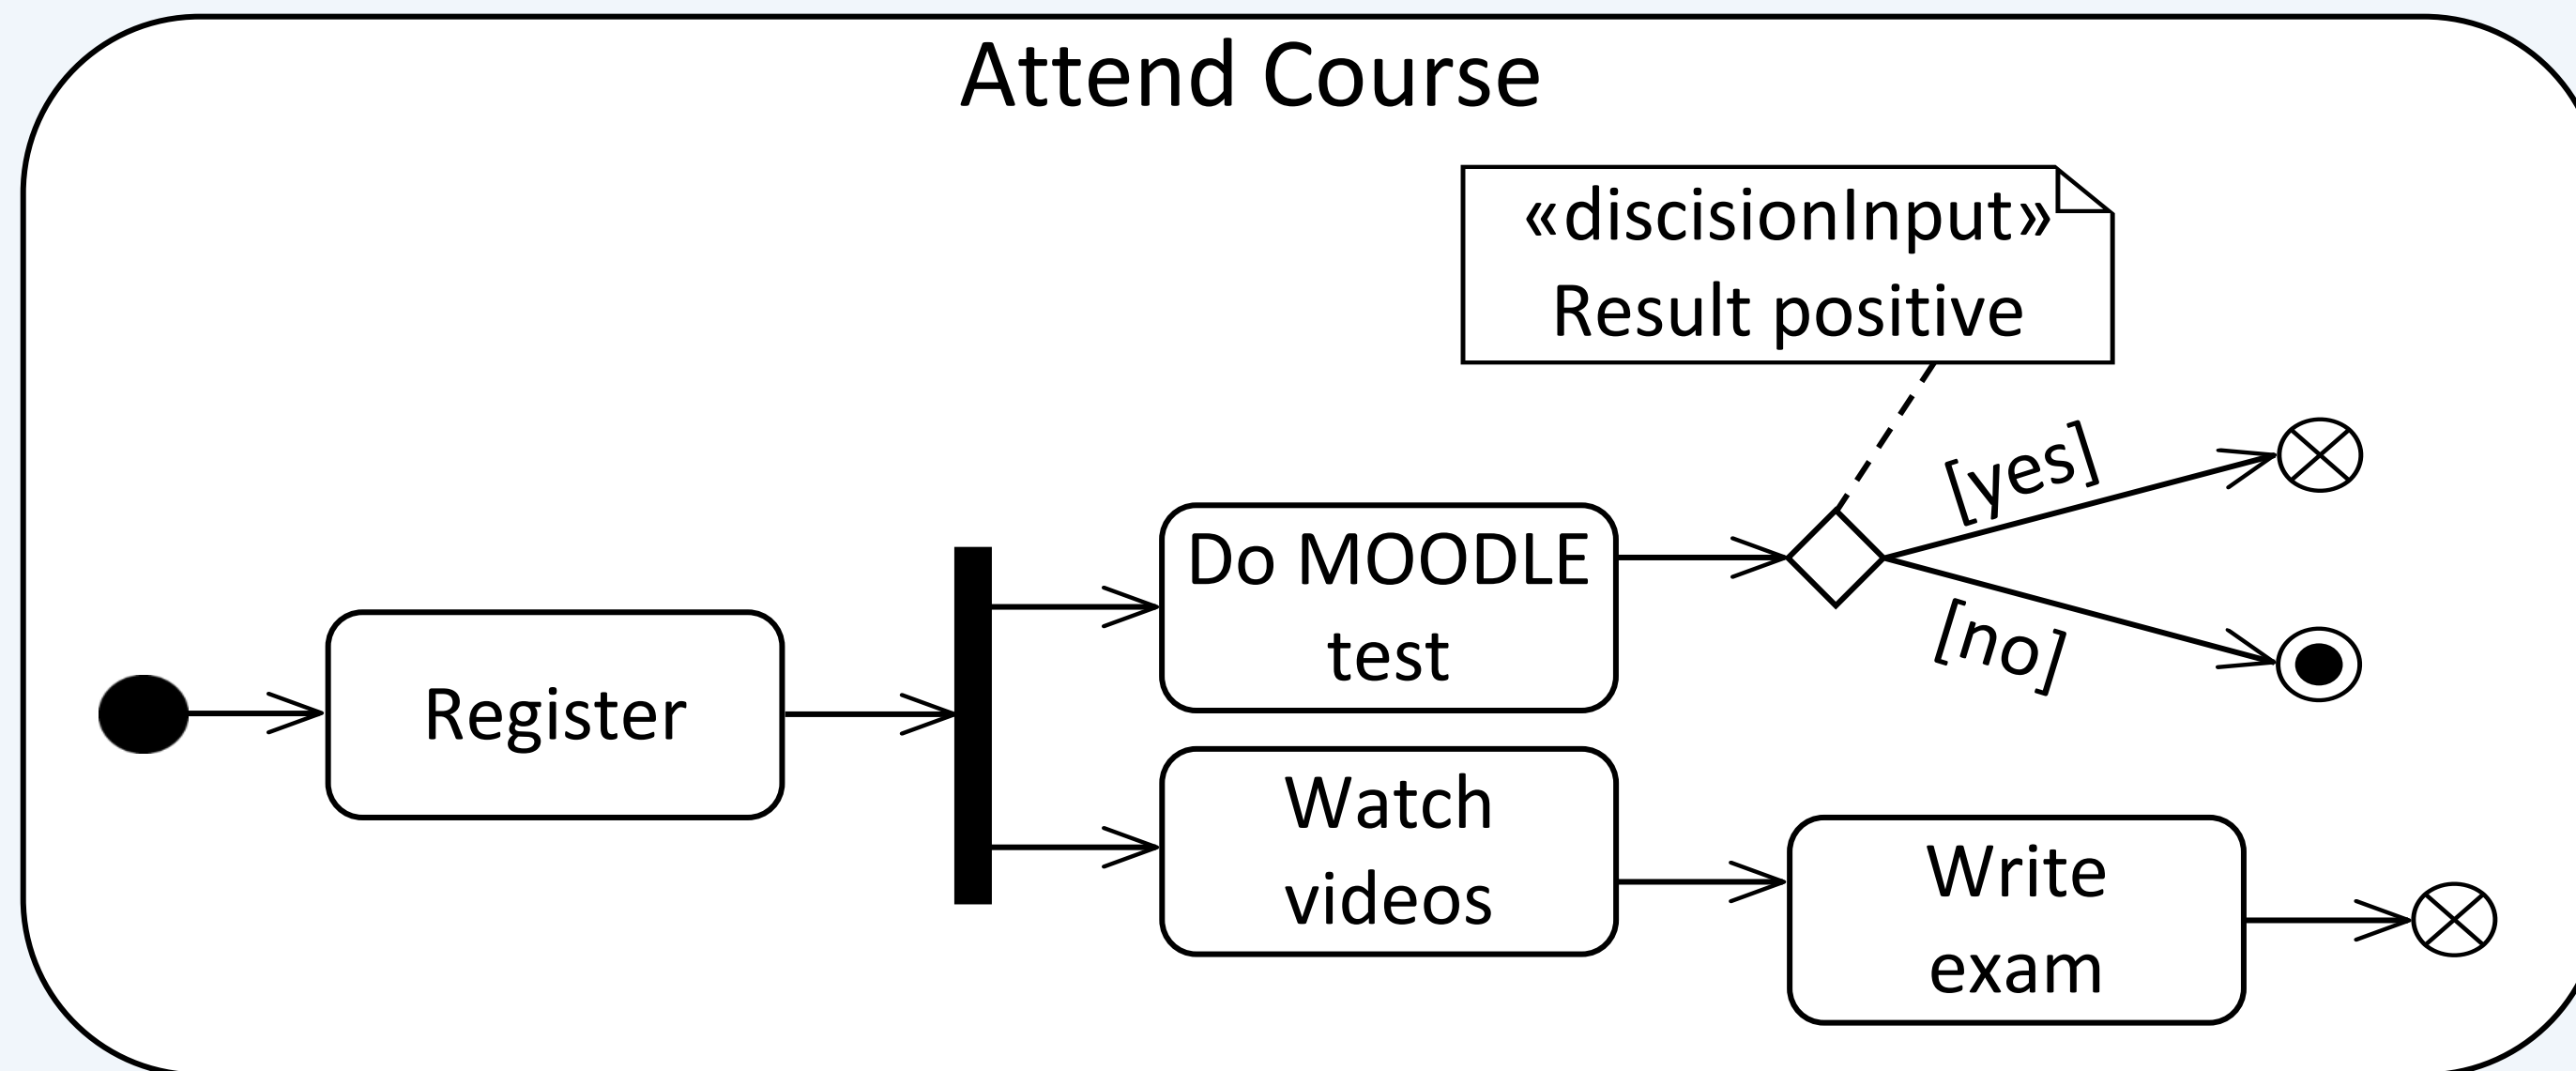 Attend Course
«discisionInput»
Result positive
[yes]
[no]
Do MOODLE
test
Register
Watch
videos
Write
exam